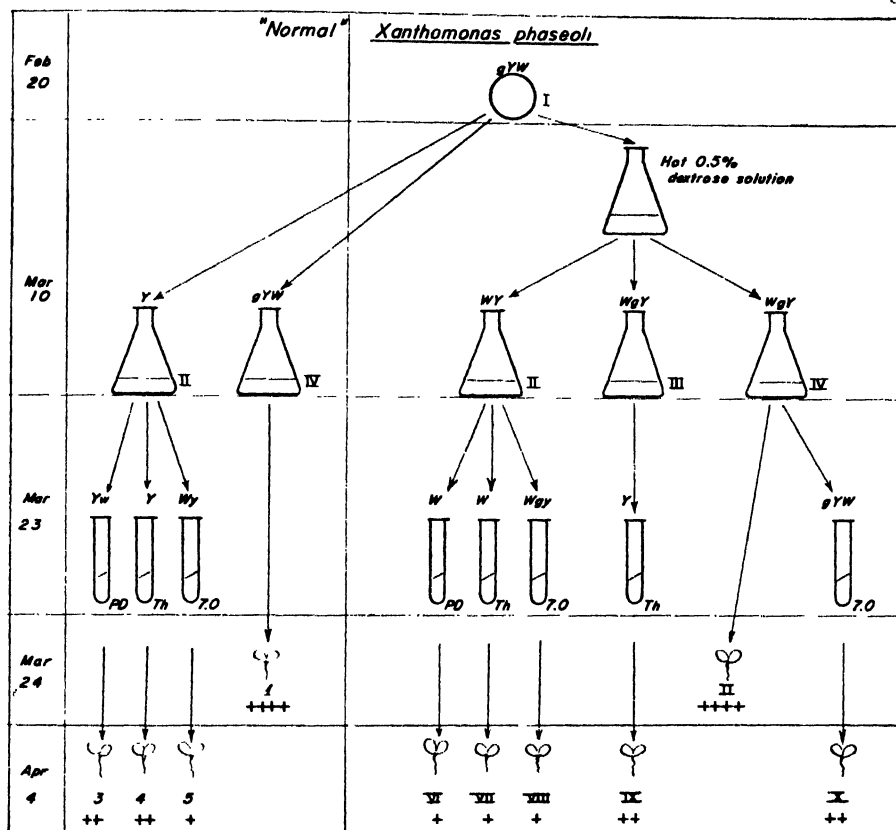 "Normal" Xanthomonas phaseoli
Feb 20
gYW
I
Hot 0.5% dextrose solution
Mar 10
Y gYW WY WgY WgY
II IV II III IV
Mar 23
Yw Y Wy W W Wgy Y gYW
PD Th 7.0 PD Th 7.0 Th 7.0
Mar 24
1 II
++++ ++++
Apr 4
3 4 5 VI VII VIII IX X
++ ++ + + + + ++ ++